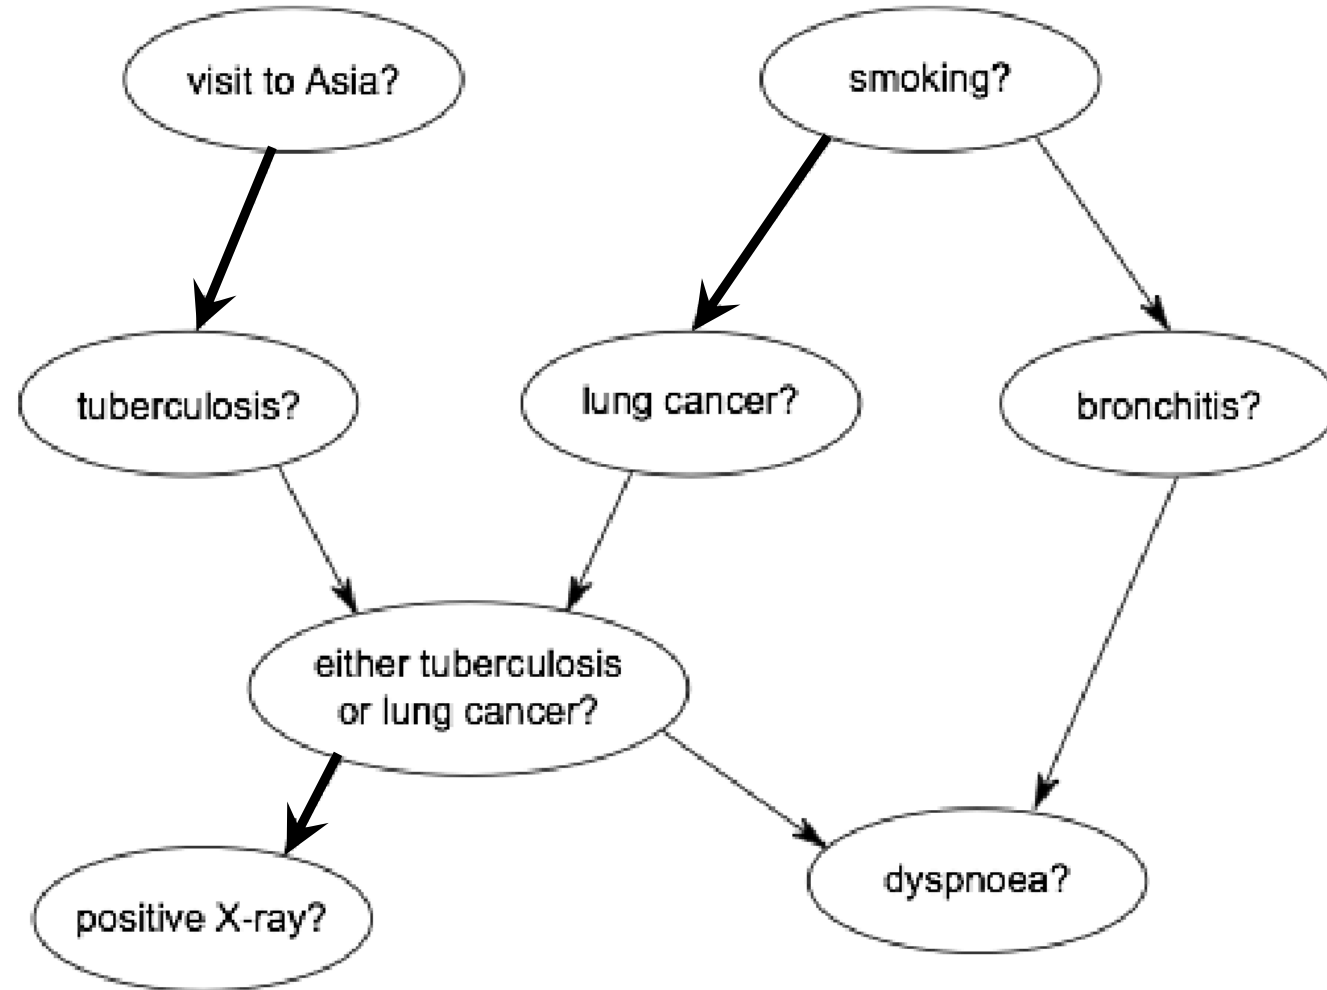 visit to Asia?
smoking?
tuberculosis?
lung cancer?
bronchitis?
either tuberculosis
or lung cancer?
positive X-ray?
dyspnoea?